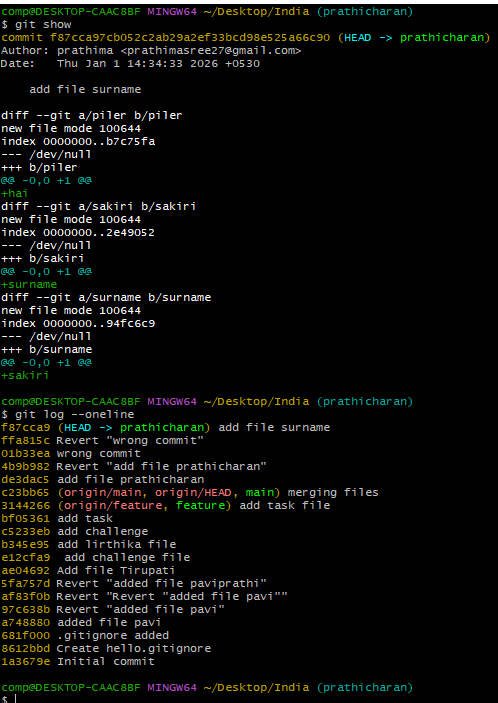 comp@DESKTOP-CAAC8BF MINGW64 ~/Desktop/India (prathicharan)
$ git show
commit f87cca97cb052c2ab29a2ef33bcd98e525a66c90 (HEAD -> prathicharan)
Author: prathima <prathimasree27@gmail.com>
Date:   Thu Jan 1 14:34:33 2026 +0530

    add file surname

diff --git a/piler b/piler
new file mode 100644
index 0000000..b7c75fa
--- /dev/null
+++ b/piler
@@ -0,0 +1 @@
+hai
diff --git a/sakiri b/sakiri
new file mode 100644
index 0000000..2e49052
--- /dev/null
+++ b/sakiri
@@ -0,0 +1 @@
+surname
diff --git a/surname b/surname
new file mode 100644
index 0000000..94fc6c9
--- /dev/null
+++ b/surname
@@ -0,0 +1 @@
+sakiri

comp@DESKTOP-CAAC8BF MINGW64 ~/Desktop/India (prathicharan)
$ git log --oneline
f87cca9 (HEAD -> prathicharan) add file surname
ffa815c Revert "wrong commit"
01b33ea wrong commit
4b9b982 Revert "add file prathicharan"
de3dac5 add file prathicharan
c23bb65 (origin/main, origin/HEAD, main) merging files
3144266 (origin/feature, feature) add task file
bf05361 add task
c5233eb add challenge
b345e95 add lirthika file
e12cfa9  add challenge file
ae04692 Add file Tirupati
5fa757d Revert "added file paviprathi"
af83f0b Revert "Revert "added file pavi""
97c638b Revert "added file pavi"
a748880 added file pavi
681f000 .gitignore added
8612bbd Create hello.gitignore
1a3679e Initial commit

comp@DESKTOP-CAAC8BF MINGW64 ~/Desktop/India (prathicharan)
$